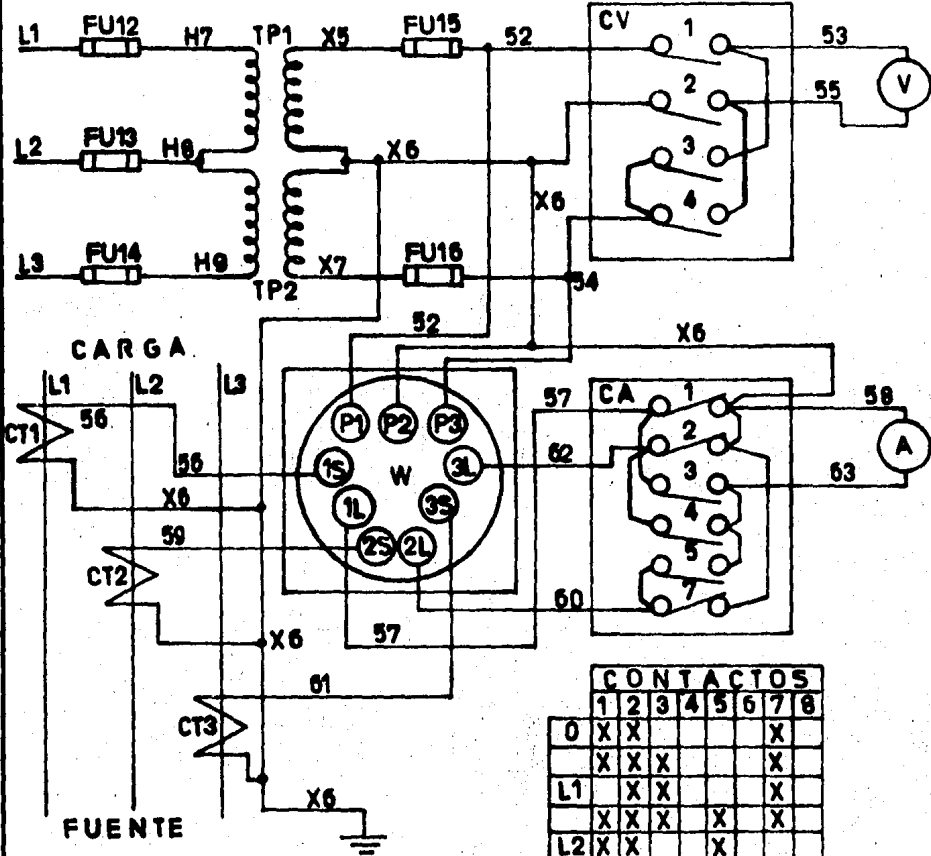 L1 FU12 H7 TP1 X5 FU15 52
CV 1 53
V
2 55
L2 FU13 H8 X6
3
X6
4
L3 FU14 H9 TP2 X7 FU16 54
52
X6
CARGA
L1 L2 L3
CT1 56
56
X6
P1 P2 P3
1S W 3L
1L 3S
2S 2L
57 CA 1 58
A
62 2
3 63
4
5
7
59
CT2
60
57
X6
61
CT3
X6
FUENTE
CONTACTOS
1 2 3 4 5 6 7 8
O X X X
X X X X
L1 X X X
X X X X X
L2 X X X